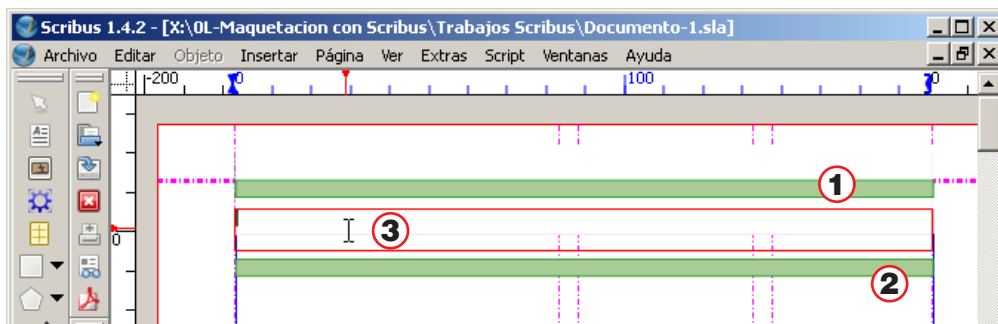 Scribus 1.4.2 - [X:\0L-Maquetacion con Scribus\Trabajos Scribus\Documento-1.sla]
Archivo Editar Objeto Insertar Página Ver Extras Script Ventanas Ayuda
-200 0 100 0
1
3
0
2